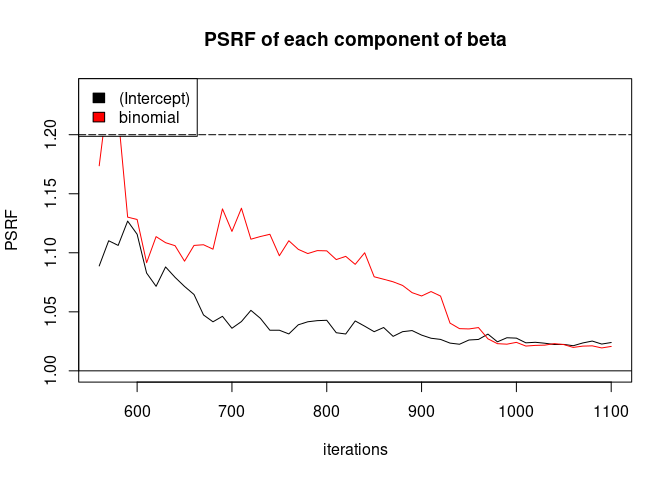 PSRF of each component of beta
(Intercept)
binomial
PSRF
1.20
1.15
1.10
1.05
1.00
600 700 800 900 1000 1100
iterations